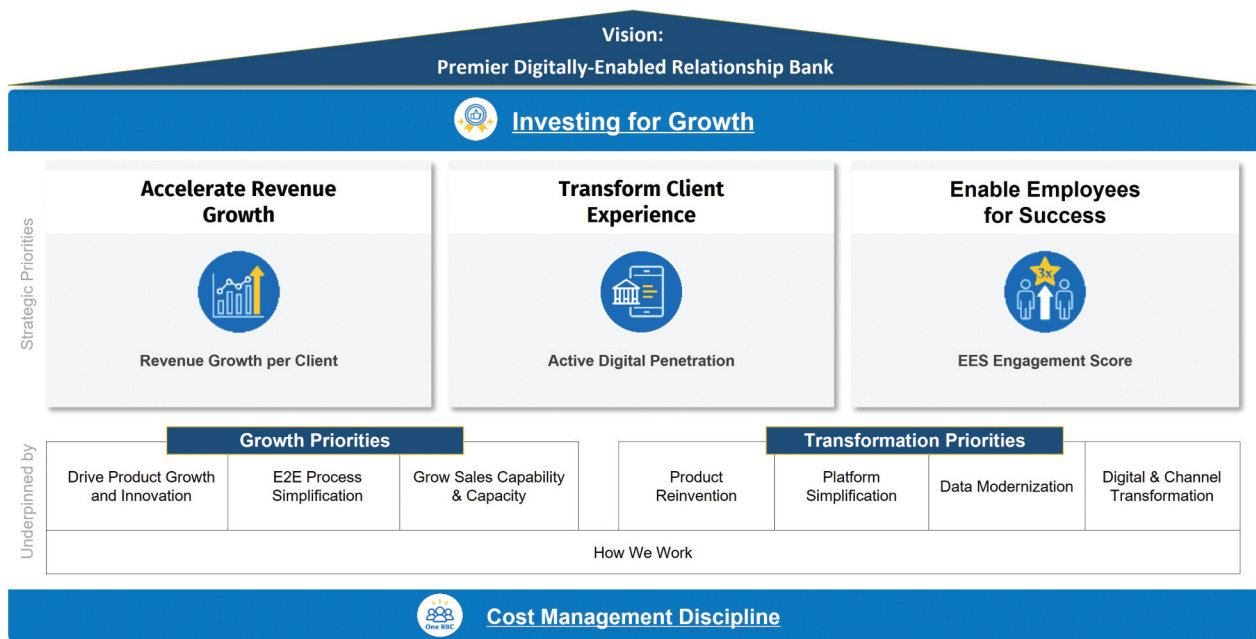 Vision:
Premier Digitally-Enabled Relationship Bank
Investing for Growth
Strategic Priorities
Accelerate Revenue
Growth
Revenue Growth per Client
Transform Client
Experience
Active Digital Penetration
Enable Employees
for Success
3x
EES Engagement Score
Underpinned by
Growth Priorities
Drive Product Growth
and Innovation
E2E Process
Simplification
Grow Sales Capability
& Capacity
Transformation Priorities
Product
Reinvention
Platform
Simplification
Data Modernization
Digital & Channel
Transformation
How We Work
One RBC
Cost Management Discipline